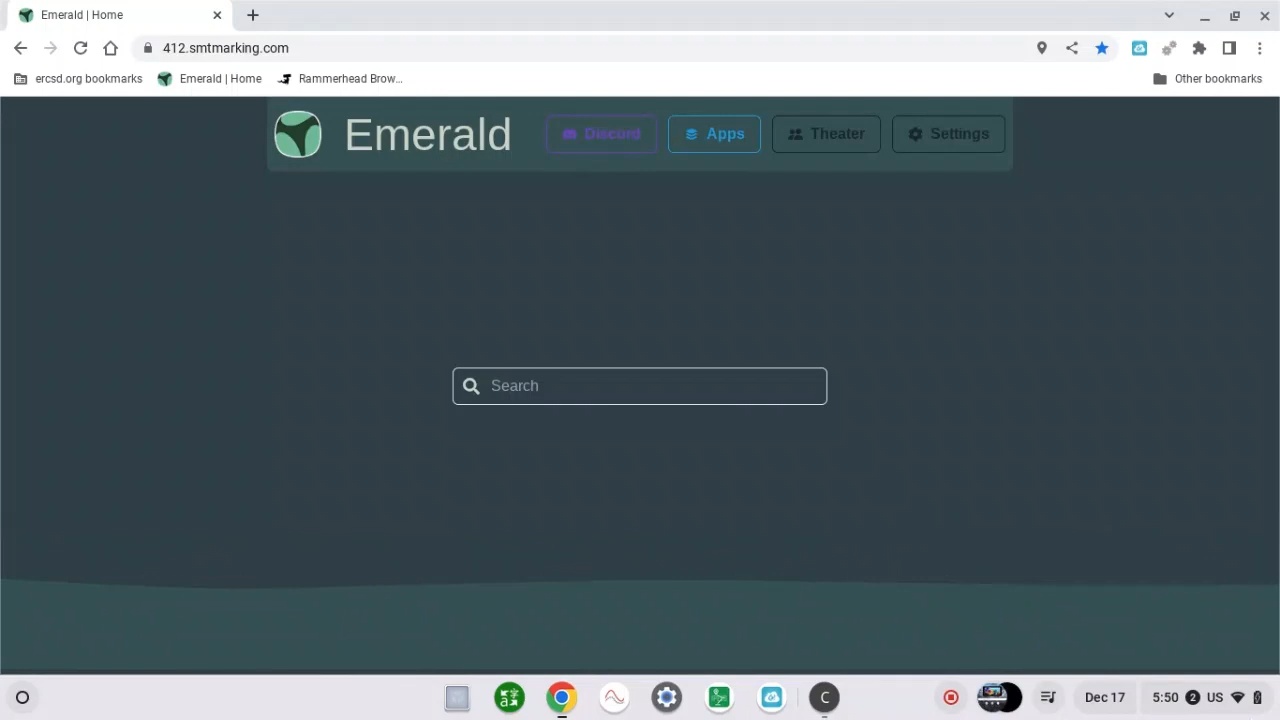 Emerald | Home
412.smtmarking.com
ercsd.org bookmarks Emerald | Home Rammerhead Brow... Other bookmarks
Emerald Discord Apps Theater Settings
Search
C Dec 17 5:50 2 US